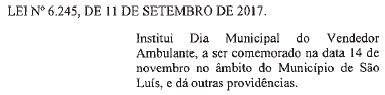 LEI Nº 6.245, DE 11 DE SETEMBRO DE 2017.
Institui Dia Municipal do Vendedor
Ambulante, a ser comemorado na data 14 de
novembro no âmbito do Município de São
Luís, e dá outras providências.